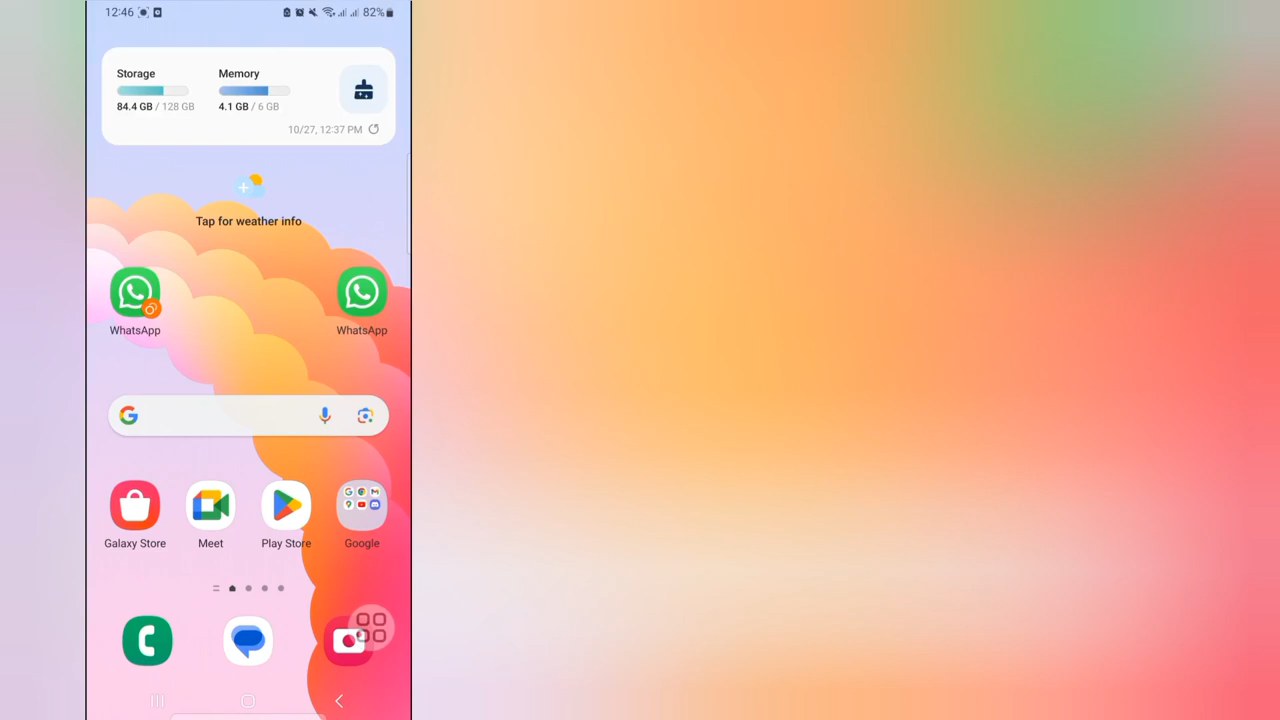 12:46 82%
Storage Memory
84.4 GB / 128 GB 4.1 GB / 6 GB
10/27, 12:37 PM
Tap for weather info
WhatsApp WhatsApp
Galaxy Store Meet Play Store Google